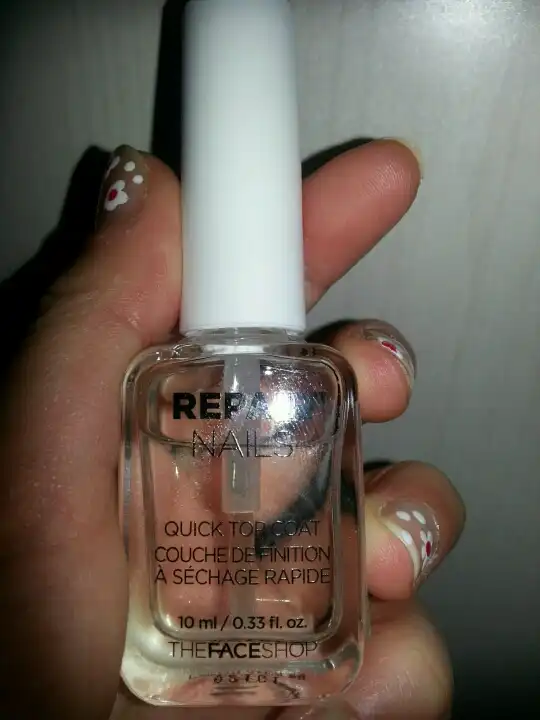 NAILS
QUICK TOP COAT
COUCHE DE FINITION
À SÉCHAGE RAPIDE
10 ml / 0.33 fl. oz.
THEFACESHOP